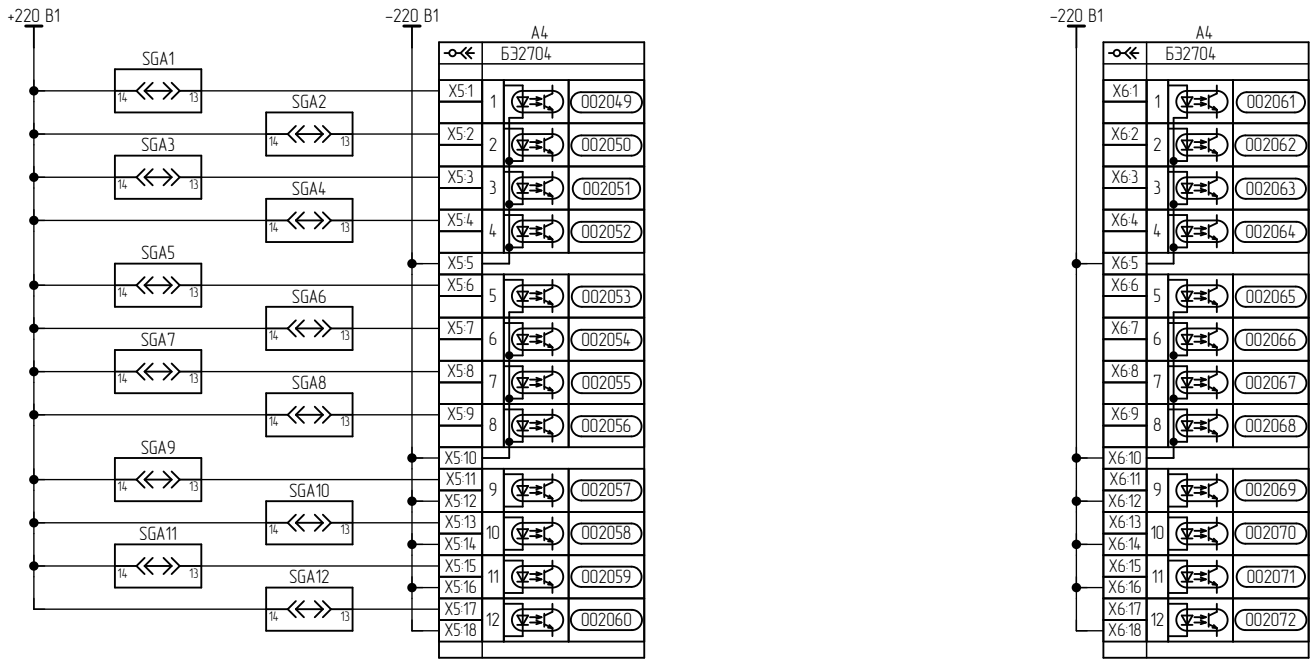 +220 В1
−220 В1
А4
Б32704
SGA1
14
13
X5:1
1
002049
SGA2
14
13
X5:2
2
002050
SGA3
14
13
X5:3
3
002051
SGA4
14
13
X5:4
4
002052
X5:5
SGA5
14
13
X5:6
5
002053
SGA6
14
13
X5:7
6
002054
SGA7
14
13
X5:8
7
002055
SGA8
14
13
X5:9
8
002056
X5:10
SGA9
14
13
X5:11
9
002057
X5:12
SGA10
14
13
X5:13
10
002058
X5:14
SGA11
14
13
X5:15
11
002059
X5:16
SGA12
14
13
X5:17
12
002060
X5:18
−220 В1
А4
Б32704
X6:1
1
002061
X6:2
2
002062
X6:3
3
002063
X6:4
4
002064
X6:5
X6:6
5
002065
X6:7
6
002066
X6:8
7
002067
X6:9
8
002068
X6:10
X6:11
9
002069
X6:12
X6:13
10
002070
X6:14
X6:15
11
002071
X6:16
X6:17
12
002072
X6:18